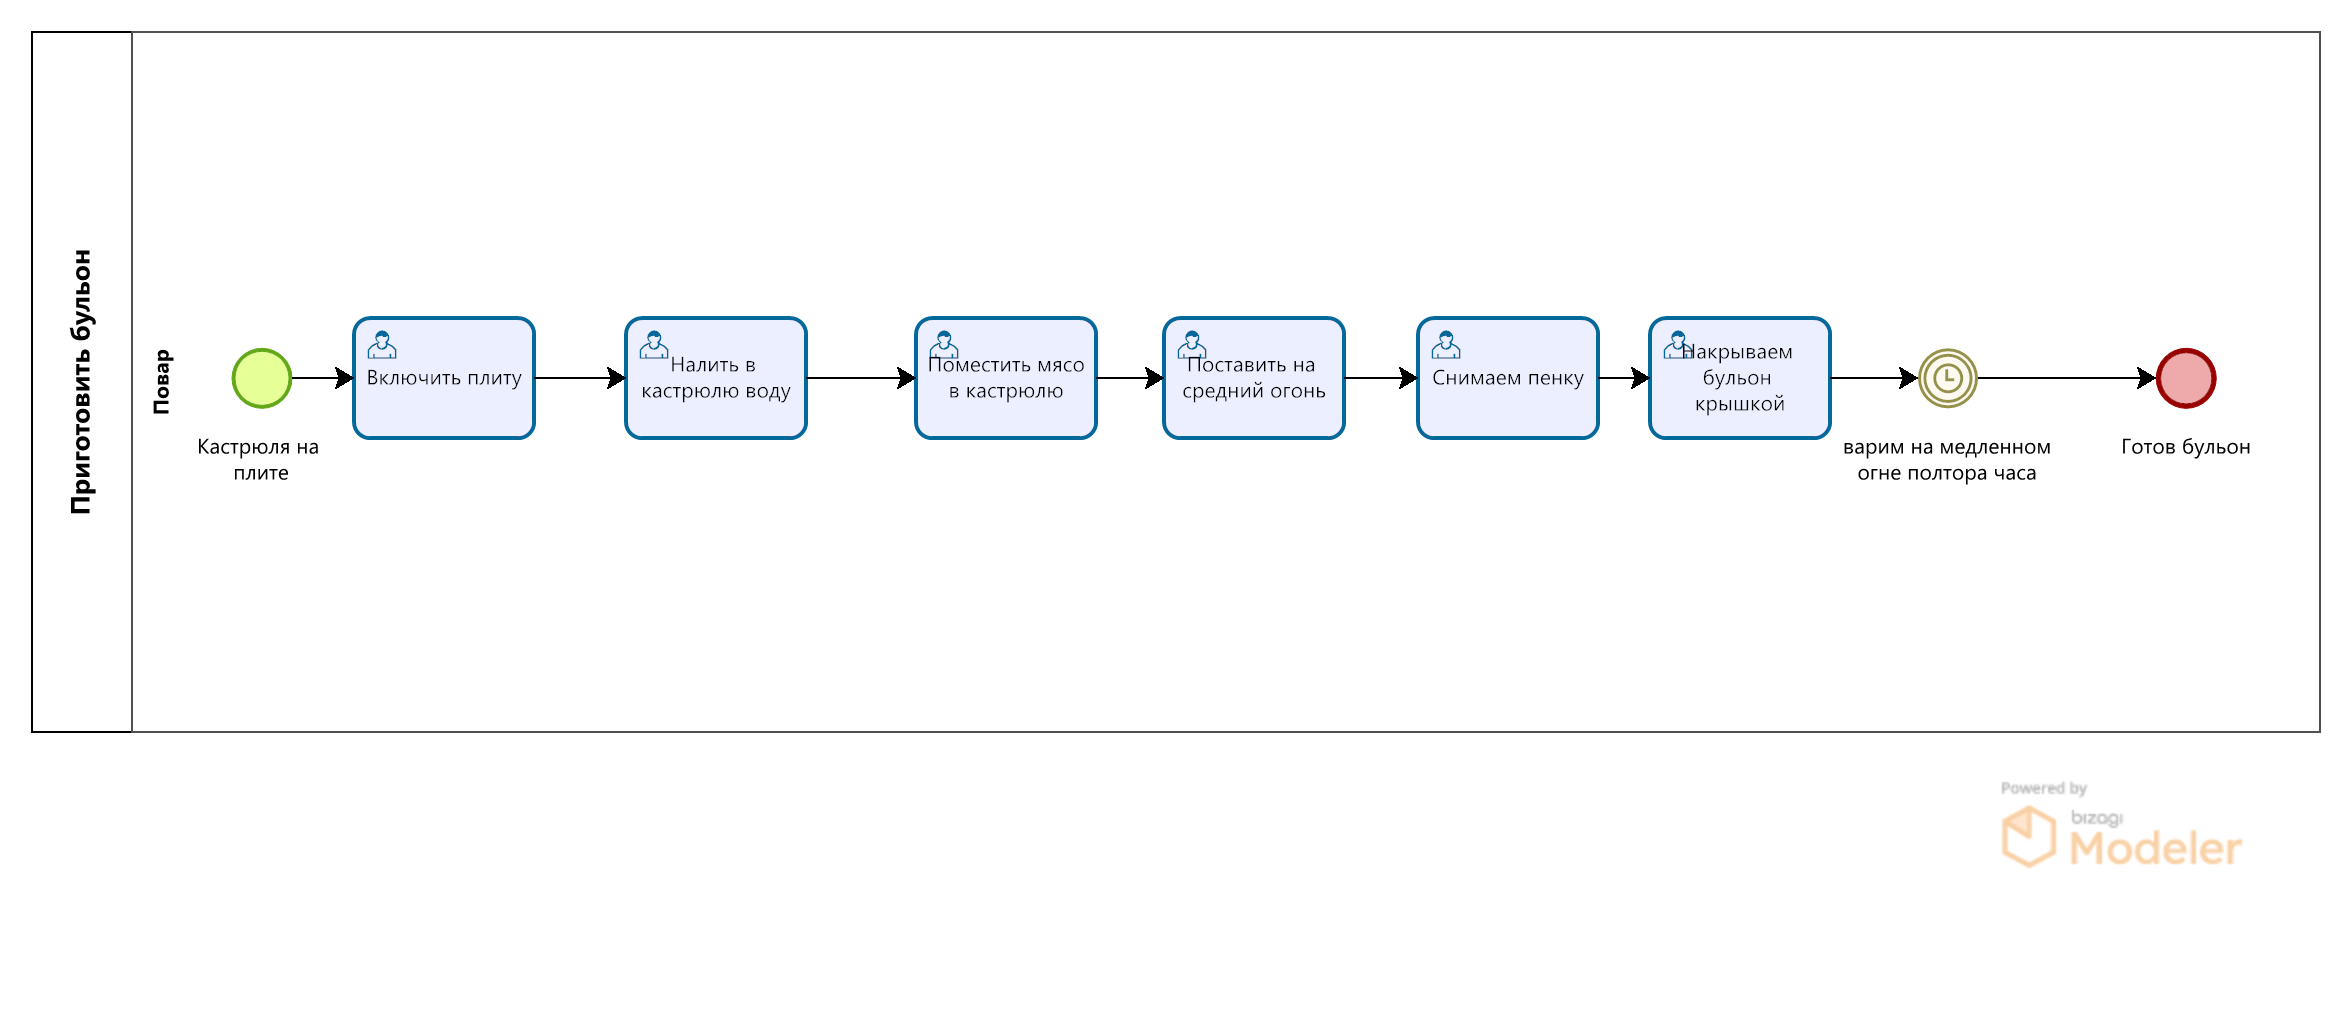 Приготовить бульон
Повар
Кастрюля на
плите
Включить плиту
Налить в
кастрюлю воду
Поместить мясо
в кастрюлю
Поставить на
средний огонь
Снимаем пенку
Накрываем
бульон
крышкой
варим на медленном
огне полтора часа
Готов бульон
Powered by
bizagi
Modeler